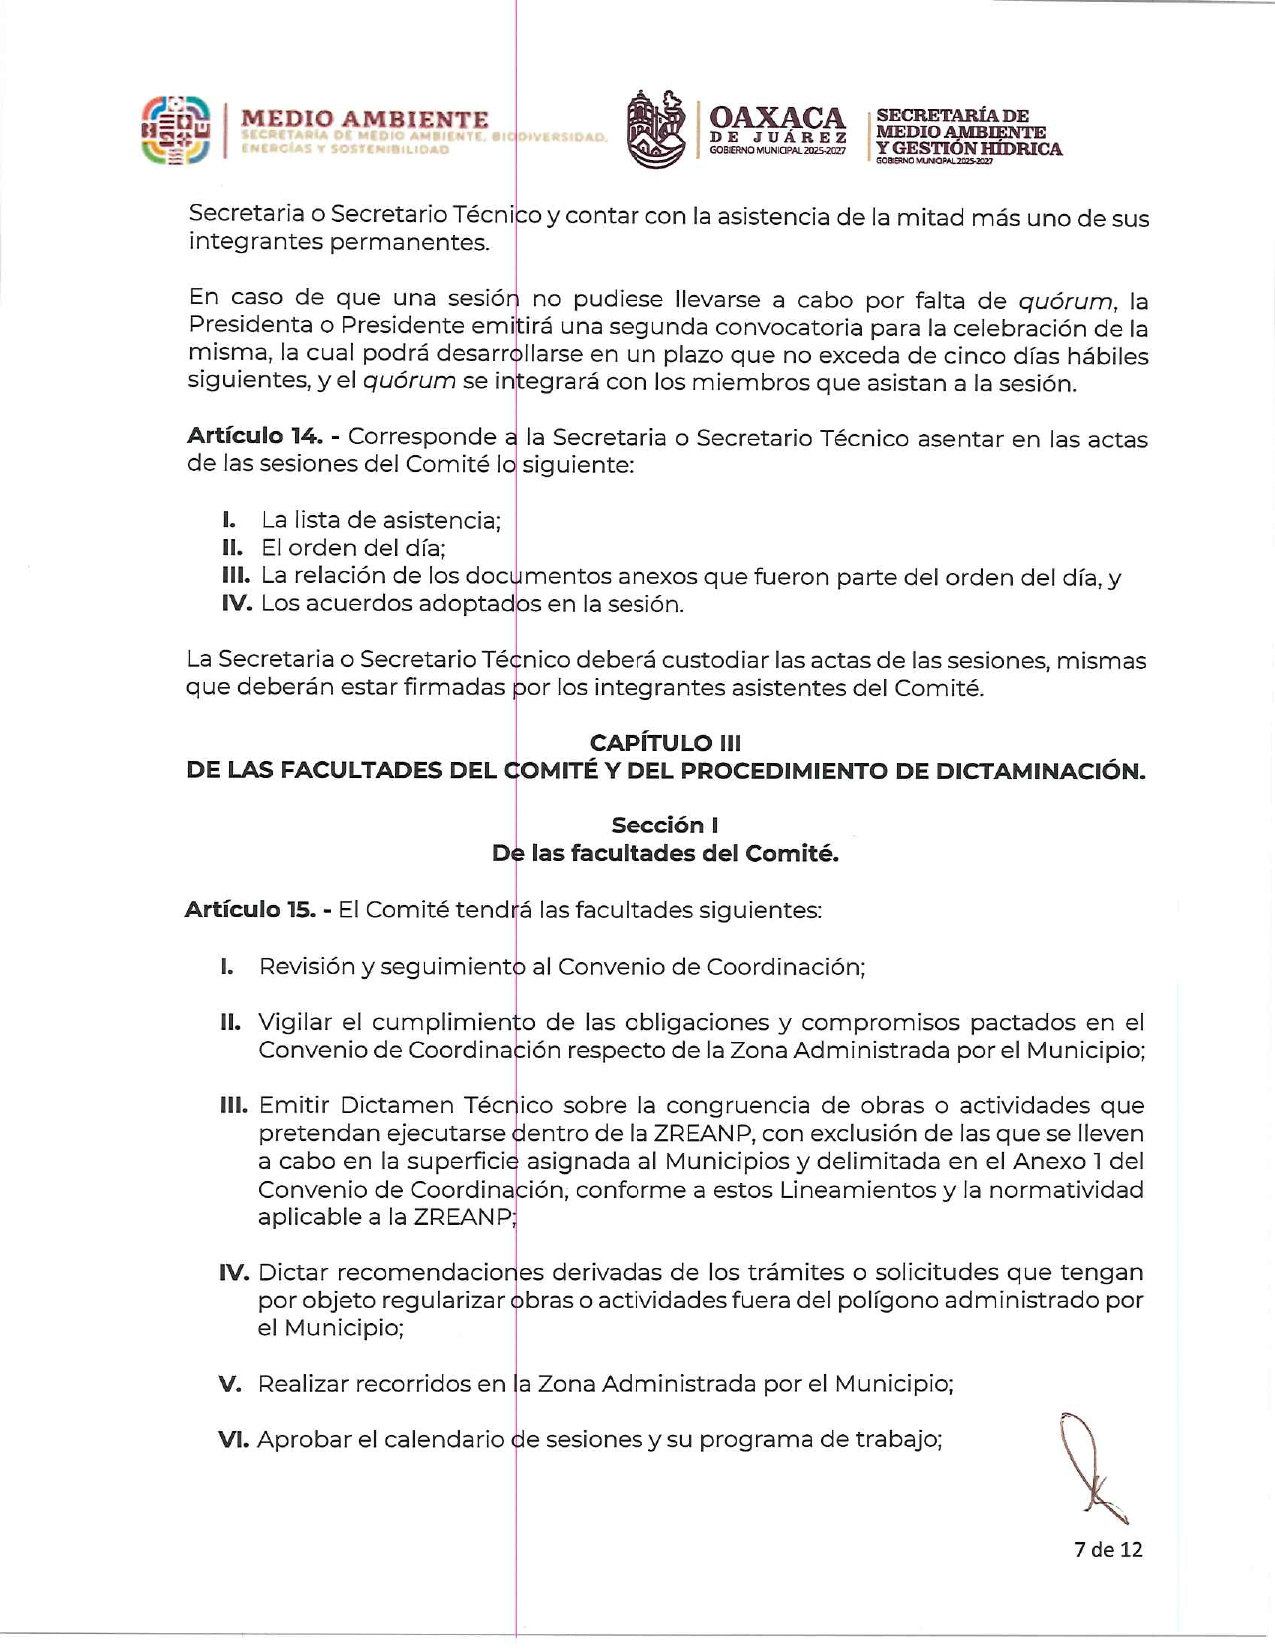 MEDIO AMBIENTE
SECRETARÍA DE MEDIO AMBIENTE, BIODIVERSIDAD,
ENERGÍAS Y SOSTENIBILIDAD
OAXACA
DE JUÁREZ
GOBIERNO MUNICIPAL 2025-2027
SECRETARÍA DE
MEDIO AMBIENTE
Y GESTIÓN HÍDRICA
GOBIERNO MUNICIPAL 2025-2027
Secretaria o Secretario Técnico y contar con la asistencia de la mitad más uno de sus
integrantes permanentes.
En caso de que una sesión no pudiese llevarse a cabo por falta de quórum, la
Presidenta o Presidente emitirá una segunda convocatoria para la celebración de la
misma, la cual podrá desarrollarse en un plazo que no exceda de cinco días hábiles
siguientes, y el quórum se integrará con los miembros que asistan a la sesión.
Artículo 14. - Corresponde a la Secretaria o Secretario Técnico asentar en las actas
de las sesiones del Comité lo siguiente:
I. La lista de asistencia;
II. El orden del día;
III. La relación de los documentos anexos que fueron parte del orden del día, y
IV. Los acuerdos adoptados en la sesión.
La Secretaria o Secretario Técnico deberá custodiar las actas de las sesiones, mismas
que deberán estar firmadas por los integrantes asistentes del Comité.
CAPÍTULO III
DE LAS FACULTADES DEL COMITÉ Y DEL PROCEDIMIENTO DE DICTAMINACIÓN.
Sección I
De las facultades del Comité.
Artículo 15. - El Comité tendrá las facultades siguientes:
I. Revisión y seguimiento al Convenio de Coordinación;
II. Vigilar el cumplimiento de las obligaciones y compromisos pactados en el
Convenio de Coordinación respecto de la Zona Administrada por el Municipio;
III. Emitir Dictamen Técnico sobre la congruencia de obras o actividades que
pretendan ejecutarse dentro de la ZREANP, con exclusión de las que se lleven
a cabo en la superficie asignada al Municipios y delimitada en el Anexo 1 del
Convenio de Coordinación, conforme a estos Lineamientos y la normatividad
aplicable a la ZREANP;
IV. Dictar recomendaciones derivadas de los trámites o solicitudes que tengan
por objeto regularizar obras o actividades fuera del polígono administrado por
el Municipio;
V. Realizar recorridos en la Zona Administrada por el Municipio;
VI. Aprobar el calendario de sesiones y su programa de trabajo;
7 de 12